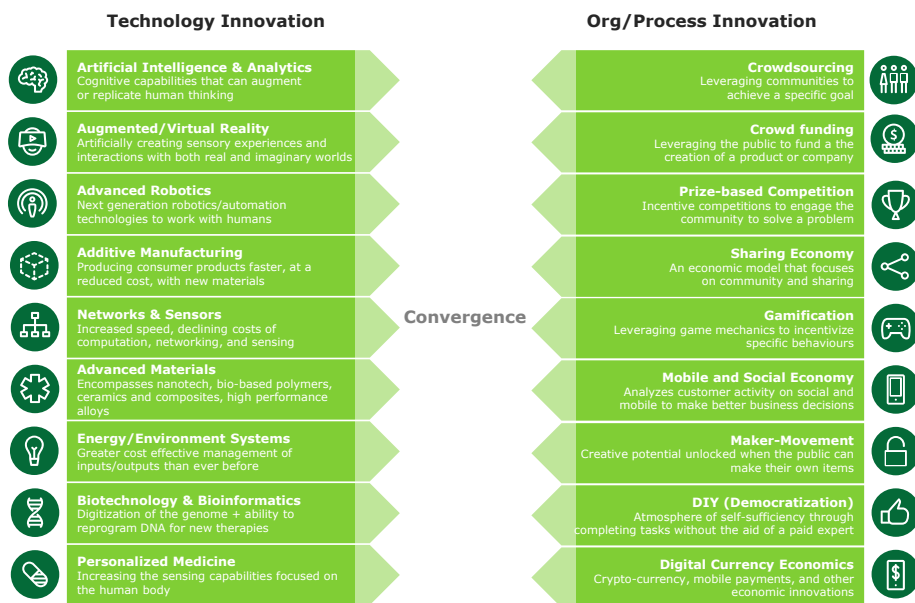 Technology Innovation
Artificial Intelligence & Analytics
Cognitive capabilities that can augment
or replicate human thinking
Augmented/Virtual Reality
Artificially creating sensory experiences and
interactions with both real and imaginary worlds
Advanced Robotics
Next generation robotics/automation
technologies to work with humans
Additive Manufacturing
Producing consumer products faster, at a
reduced cost, with new materials
Networks & Sensors
Increased speed, declining costs of
computation, networking, and sensing
Advanced Materials
Encompasses nanotech, bio-based polymers,
ceramics and composites, high performance
alloys
Energy/Environment Systems
Greater cost effective management of
inputs/outputs than ever before
Biotechnology & Bioinformatics
Digitization of the genome + ability to
reprogram DNA for new therapies
Personalized Medicine
Increasing the sensing capabilities focused on
the human body
Convergence
Org/Process Innovation
Crowdsourcing
Leveraging communities to
achieve a specific goal
Crowd funding
Leveraging the public to fund a the
creation of a product or company
Prize-based Competition
Incentive competitions to engage the
community to solve a problem
Sharing Economy
An economic model that focuses
on community and sharing
Gamification
Leveraging game mechanics to incentivize
specific behaviours
Mobile and Social Economy
Analyzes customer activity on social and
mobile to make better business decisions
Maker-Movement
Creative potential unlocked when the public can
make their own items
DIY (Democratization)
Atmosphere of self-sufficiency through
completing tasks without the aid of a paid expert
Digital Currency Economics
Crypto-currency, mobile payments, and other
economic innovations